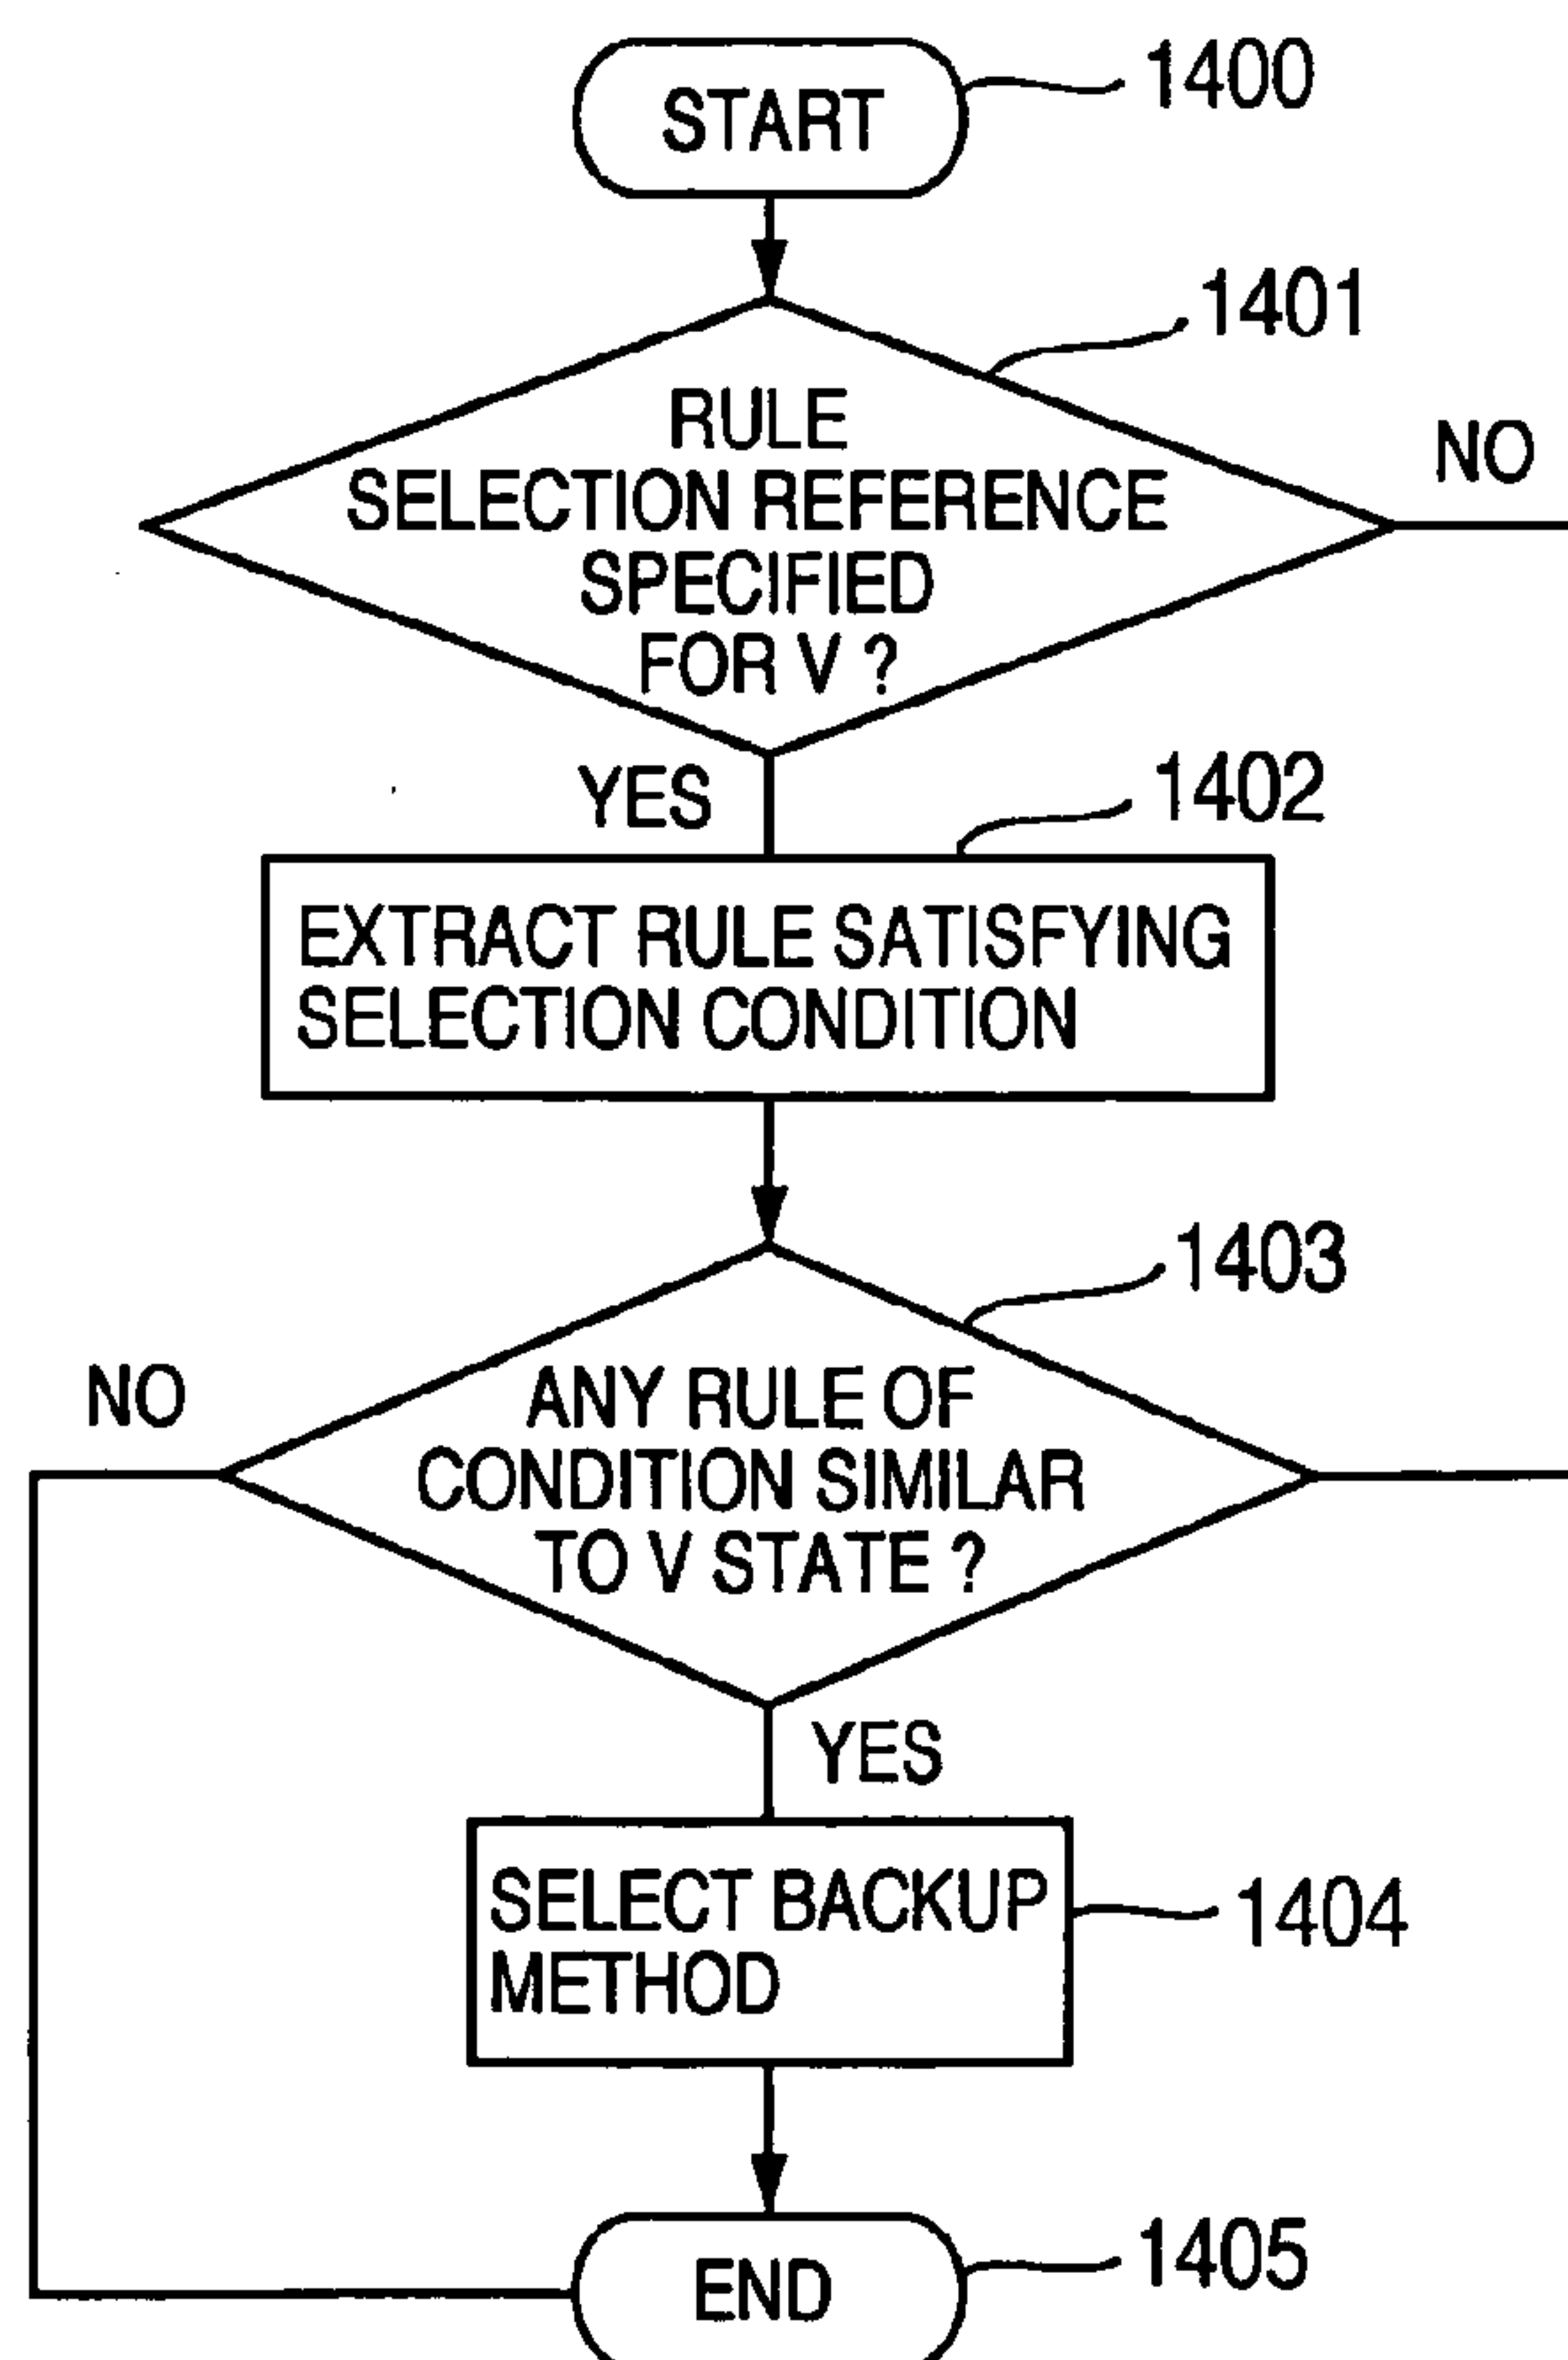 START
1400
1401
RULE
SELECTION REFERENCE
SPECIFIED
FOR V ?
NO
YES
1402
EXTRACT RULE SATISFYING
SELECTION CONDITION
1403
NO
ANY RULE OF
CONDITION SIMILAR
TO V STATE ?
YES
SELECT BACKUP
METHOD
1404
END
1405